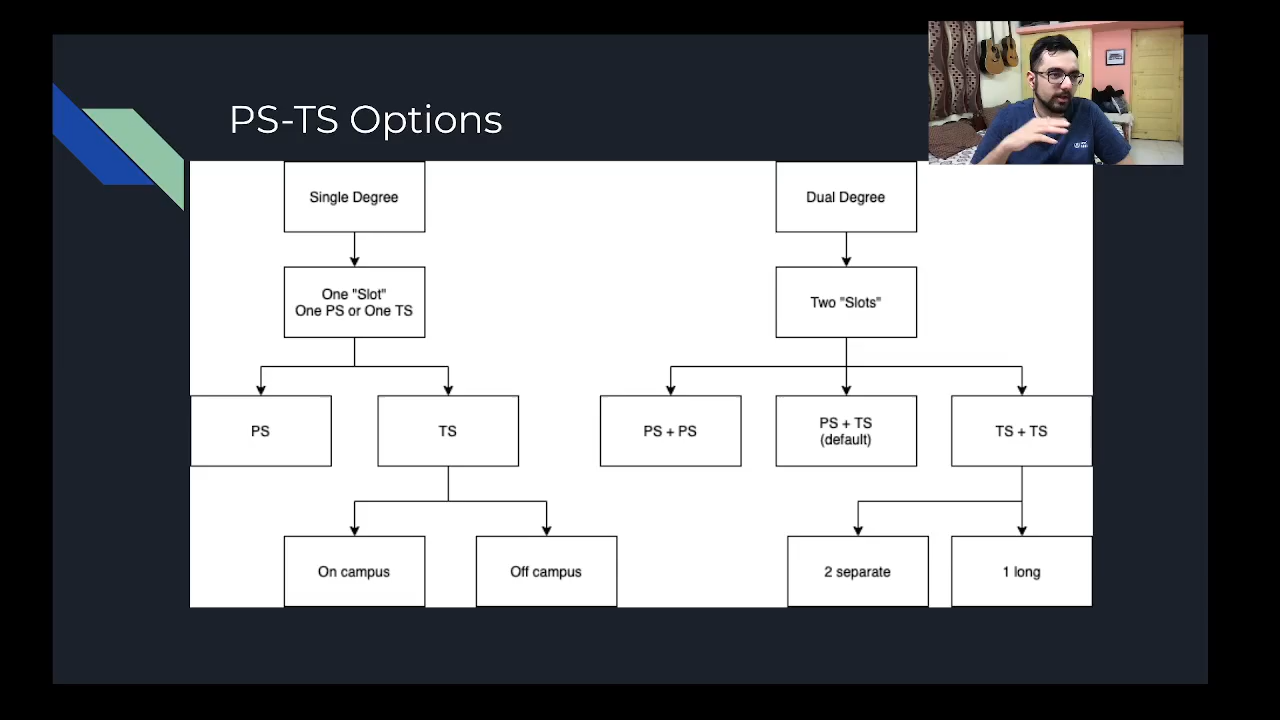 PS-TS Options
Single Degree
Dual Degree
One "Slot"
One PS or One TS
Two "Slots"
PS
TS
PS + PS
PS + TS
(default)
TS + TS
On campus
Off campus
2 separate
1 long